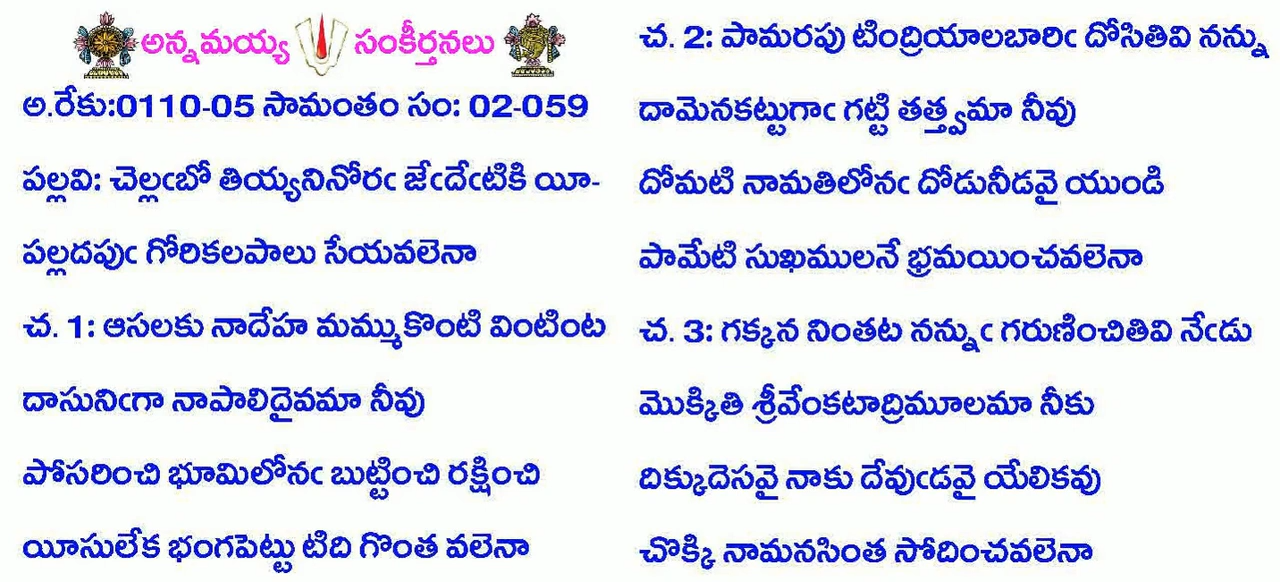 అన్నమయ్య సంకీర్తనలు
అ.రేకు:0110-05 సామంతం సం: 02-059
పల్లవి: చెల్లఁబో తియ్యనినోరఁ జేఁదేఁటికి యీ-
పల్లదపుఁ గోరికలపాలు సేయవలెనా
చ. 1: ఆసలకు నాదేహ మమ్ముకొంటి వింటింట
దాసునిఁగా నాపాలిదైవమా నీవు
పోసరించి భూమిలోనఁ బుట్టించి రక్షించి
యీసులేక భంగపెట్టు టిది గొంత వలెనా
చ. 2: పామరపు టింద్రియాలబారిఁ దోసితివి నన్ను
దామెనకట్టుగాఁ గట్టి తత్త్వమా నీవు
దోమటి నామతిలోనఁ దోడునీడవై యుండి
పామేటి సుఖములనే భ్రమయించవలెనా
చ. 3: గక్కన నింతట నన్నుఁ గరుణించితివి నేఁడు
మొక్కితి శ్రీవేంకటాద్రిమూలమా నీకు
దిక్కుదెసవై నాకు దేవుఁడవై యేలికవు
చొక్కి నామనసింత సోదించవలెనా